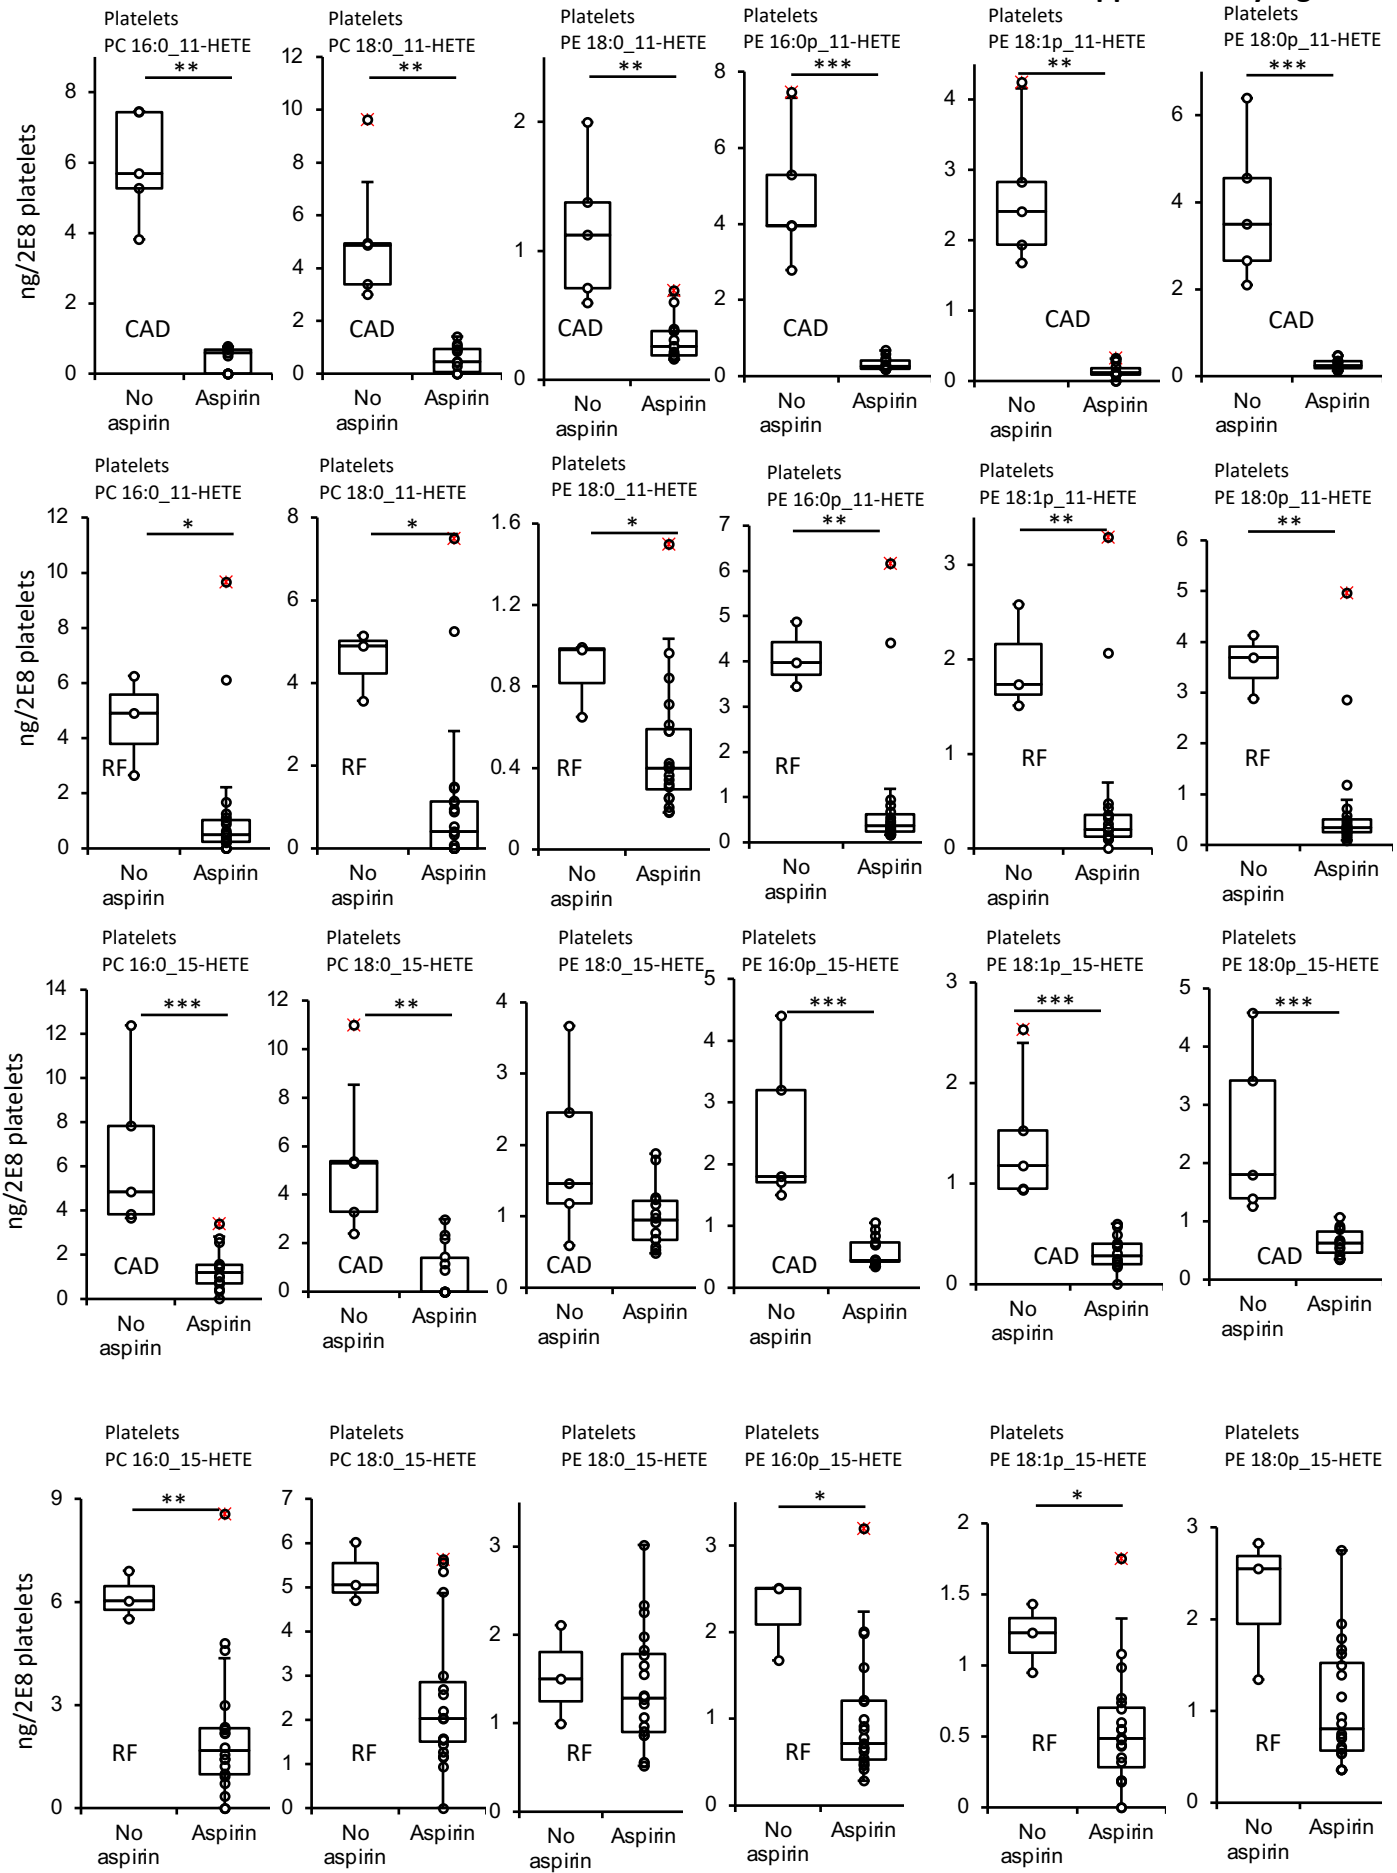 Platelets
PC 16:0_11-HETE
**
8
6
4
2
0
CAD
No
aspirin
Aspirin
ng/2E8 platelets
Platelets
PC 18:0_11-HETE
**
12
10
8
6
4
2
0
CAD
No
aspirin
Aspirin
Platelets
PE 18:0_11-HETE
**
2
1
0
CAD
No
aspirin
Aspirin
Platelets
PE 16:0p_11-HETE
***
8
6
4
2
0
CAD
No
aspirin
Aspirin
Platelets
PE 18:1p_11-HETE
**
4
3
2
1
0
CAD
No
aspirin
Aspirin
Platelets
PE 18:0p_11-HETE
***
6
4
2
0
CAD
No
aspirin
Aspirin
Platelets
PC 16:0_11-HETE
*
12
10
8
6
4
2
0
RF
No
aspirin
Aspirin
ng/2E8 platelets
Platelets
PC 18:0_11-HETE
*
8
6
4
2
0
RF
No
aspirin
Aspirin
Platelets
PE 18:0_11-HETE
*
1.6
1.2
0.8
0.4
0
RF
No
aspirin
Aspirin
Platelets
PE 16:0p_11-HETE
**
7
6
5
4
3
2
1
0
RF
No
aspirin
Aspirin
Platelets
PE 18:1p_11-HETE
**
3
2
1
0
RF
No
aspirin
Aspirin
Platelets
PE 18:0p_11-HETE
**
6
5
4
3
2
1
0
RF
No
aspirin
Aspirin
Platelets
PC 16:0_15-HETE
***
14
12
10
8
6
4
2
0
CAD
No
aspirin
Aspirin
ng/2E8 platelets
Platelets
PC 18:0_15-HETE
**
12
10
8
6
4
2
0
CAD
No
aspirin
Aspirin
Platelets
PE 18:0_15-HETE
4
3
2
1
0
CAD
No
aspirin
Aspirin
Platelets
PE 16:0p_15-HETE
***
5
4
3
2
1
0
CAD
No
aspirin
Aspirin
Platelets
PE 18:1p_15-HETE
***
3
2
1
0
CAD
No
aspirin
Aspirin
Platelets
PE 18:0p_15-HETE
***
5
4
3
2
1
0
CAD
No
aspirin
Aspirin
Platelets
PC 16:0_15-HETE
**
9
6
3
0
RF
No
aspirin
Aspirin
ng/2E8 platelets
Platelets
PC 18:0_15-HETE
7
6
5
4
3
2
1
0
RF
No
aspirin
Aspirin
Platelets
PE 18:0_15-HETE
3
2
1
0
RF
No
aspirin
Aspirin
Platelets
PE 16:0p_15-HETE
*
3
2
1
0
RF
No
aspirin
Aspirin
Platelets
PE 18:1p_15-HETE
*
2
1.5
1
0.5
0
RF
No
aspirin
Aspirin
Platelets
PE 18:0p_15-HETE
3
2
1
0
RF
No
aspirin
Aspirin